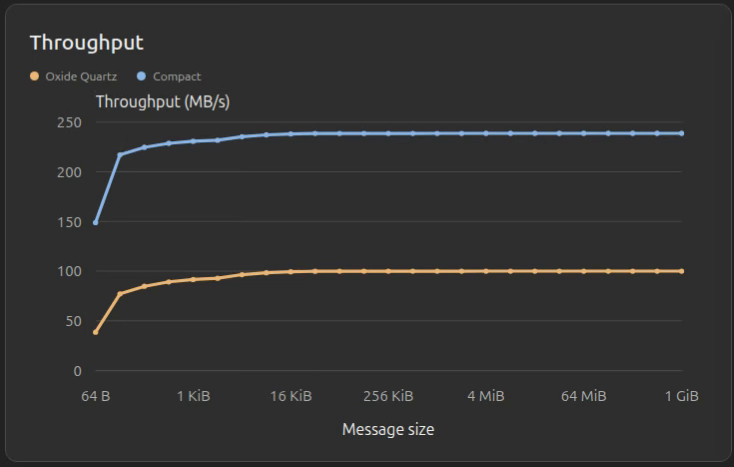 Throughput
Oxide Quartz Compact
Throughput (MB/s)
250
200
150
100
50
0
64 B 1 KiB 16 KiB 256 KiB 4 MiB 64 MiB 1 GiB
Message size